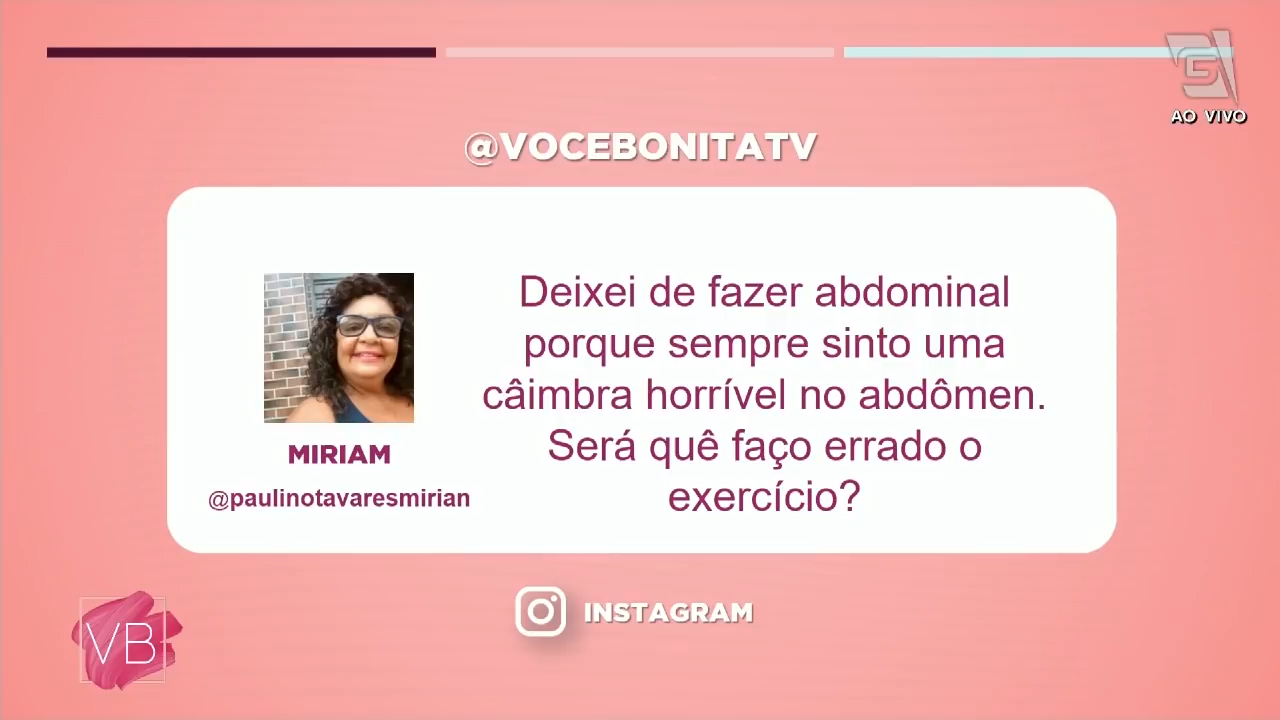 AO VIVO
@VOCEBONITATV
Deixei de fazer abdominal
porque sempre sinto uma
câimbra horrível no abdômen.
Será quê faço errado o
exercício?
MIRIAM
@paulinotavaresmirian
INSTAGRAM
VB